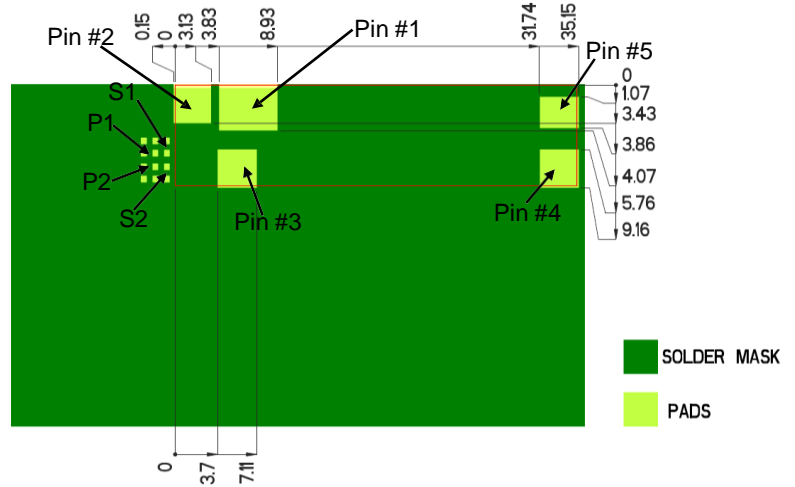 0.15
0
3.13
3.83
8.93
31.74
35.15
Pin #2
Pin #1
Pin #5
0
1.07
3.43
3.86
4.07
5.76
9.16
S1
P1
P2
S2
Pin #3
Pin #4
SOLDER MASK
PADS
0
3.7
7.11